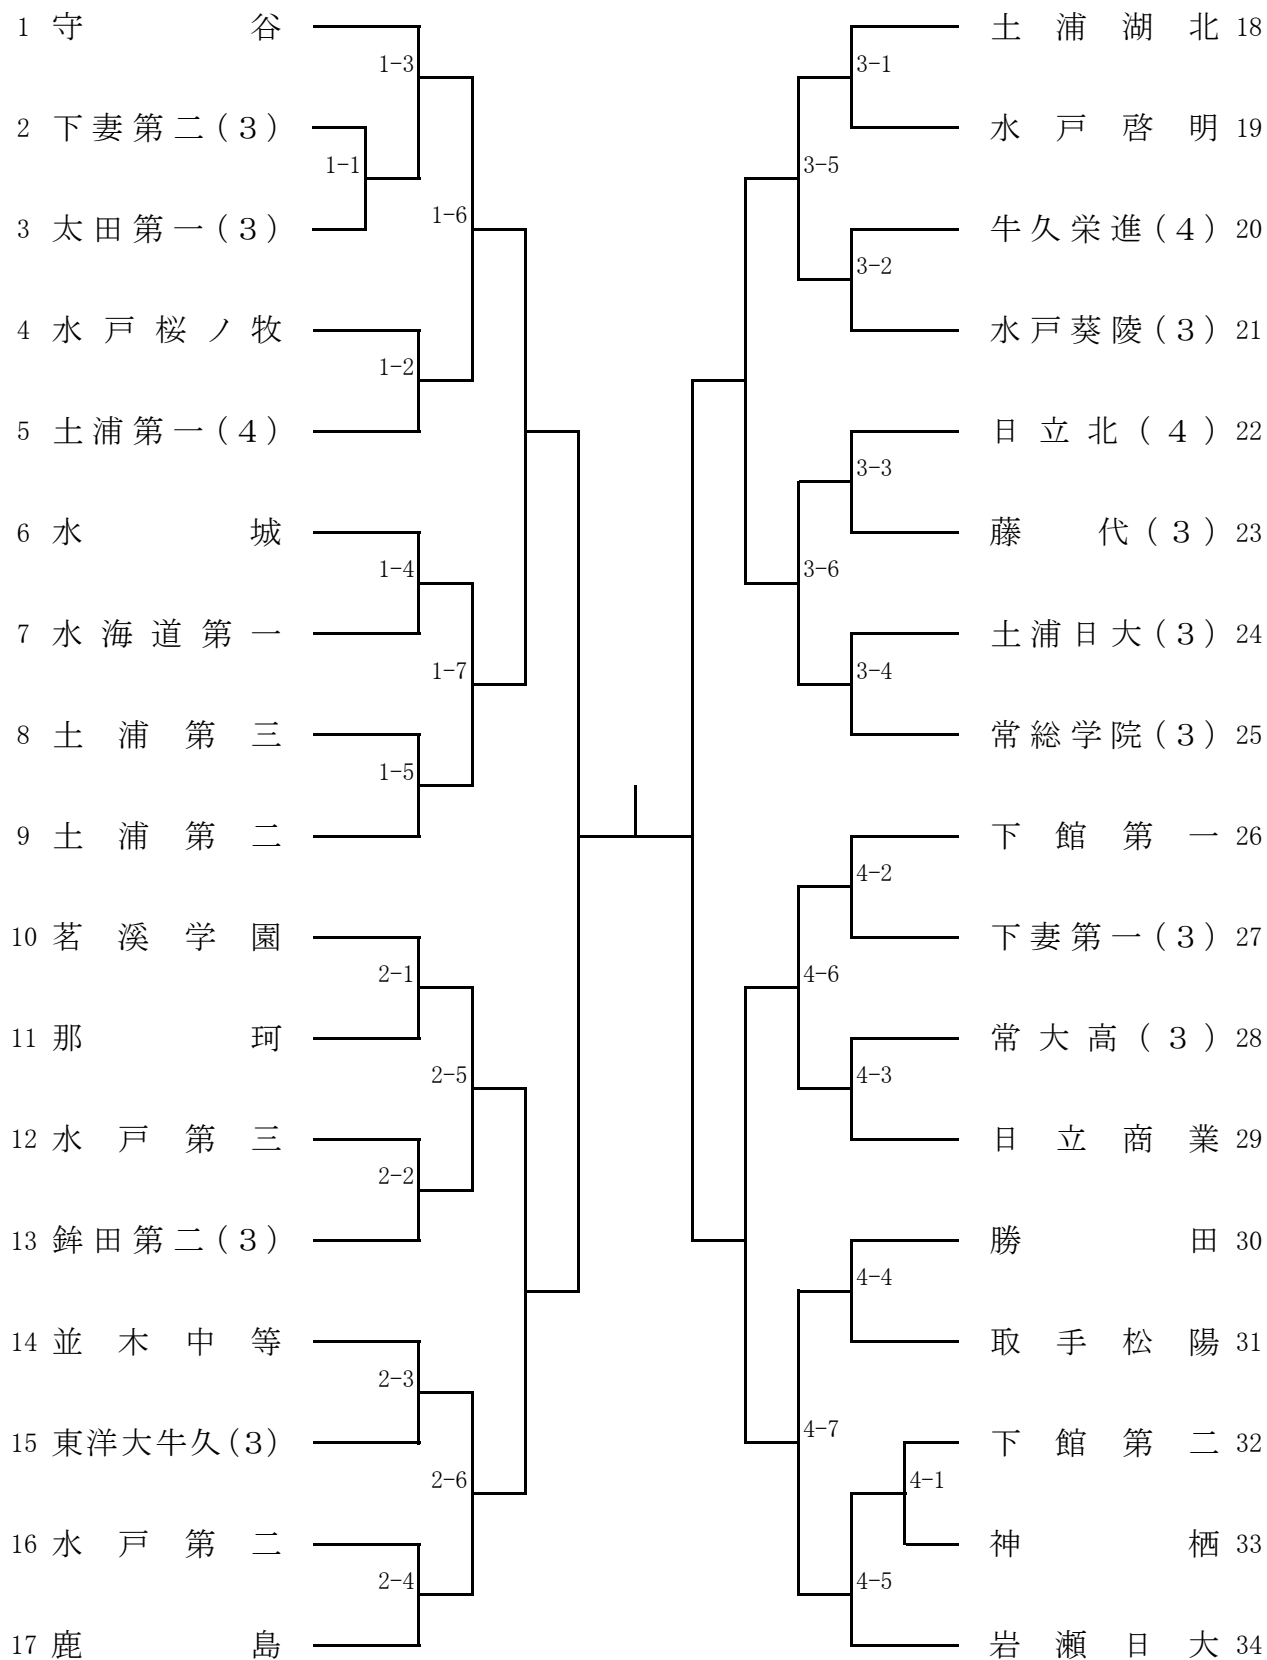 1 守谷
1-3
2 下妻第二(3)
1-1
3 太田第一(3)
1-6
4 水戸桜ノ牧
1-2
5 土浦第一(4)
6 水城
1-4
7 水海道第一
1-7
8 土浦第三
1-5
9 土浦第二
10 茗溪学園
2-1
11 那珂
2-5
12 水戸第三
2-2
13 鉾田第二(3)
14 並木中等
2-3
15 東洋大牛久(3)
2-6
16 水戸第二
2-4
17 鹿島
土浦湖北 18
3-1
水戸啓明 19
3-5
牛久栄進(4) 20
3-2
水戸葵陵(3) 21
日立北(4) 22
3-3
藤代(3) 23
3-6
土浦日大(3) 24
3-4
常総学院(3) 25
下館第一 26
4-2
下妻第一(3) 27
4-6
常大高(3) 28
4-3
日立商業 29
勝田 30
4-4
取手松陽 31
4-7
下館第二 32
4-1
神栖 33
4-5
岩瀬日大 34